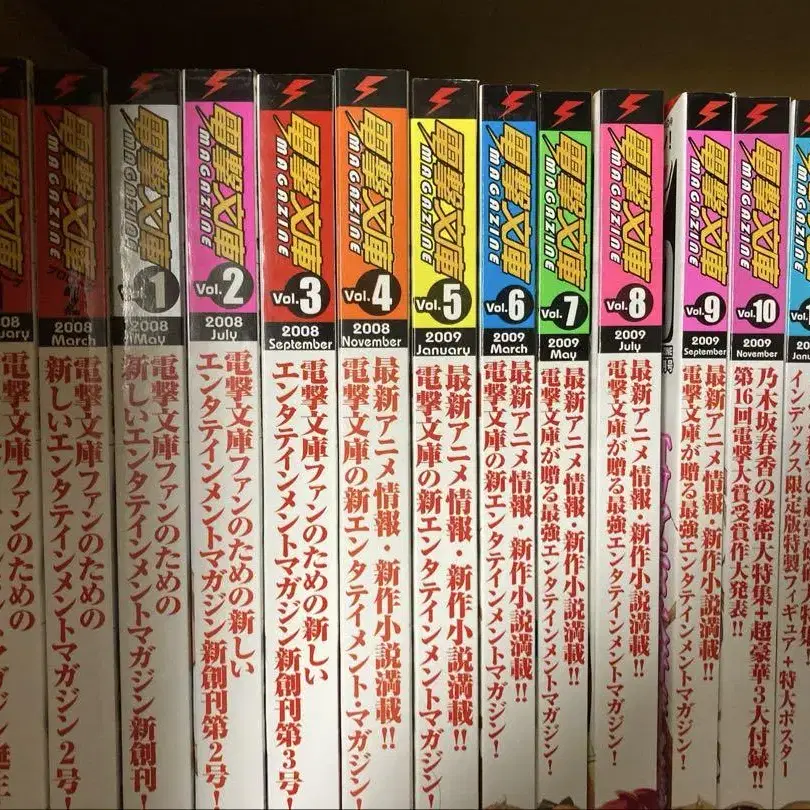 電撃文庫
MAGAZINE
2008
March
電撃文庫ファンのための
新しいエンタテインメントマガジン2号!
電撃文庫
MAGAZINE
Vol.1
2008
May
電撃文庫ファンのための
新しいエンタテインメントマガジン新創刊!
電撃文庫
MAGAZINE
Vol.2
2008
July
電撃文庫ファンのための新しい
エンタテインメントマガジン新創刊第2号!
電撃文庫
MAGAZINE
Vol.3
2008
September
電撃文庫ファンのための新しい
エンタテインメントマガジン新創刊第3号!
電撃文庫
MAGAZINE
Vol.4
2008
November
最新アニメ情報・新作小説満載!!
電撃文庫の新エンタテインメント・マガジン!
電撃文庫
MAGAZINE
Vol.5
2009
January
最新アニメ情報・新作小説満載!!
電撃文庫の新エンタテインメントマガジン!
電撃文庫
MAGAZINE
Vol.6
2009
March
最新アニメ情報・新作小説満載!!
電撃文庫の新エンタテインメントマガジン!
電撃文庫
MAGAZINE
Vol.7
2009
May
最新アニメ情報・新作小説満載!!
電撃文庫が贈る最強エンタテインメントマガジン!
電撃文庫
MAGAZINE
Vol.8
2009
July
最新アニメ情報・新作小説満載!!
電撃文庫が贈る最強エンタテインメントマガジン!
電撃文庫
MAGAZINE
Vol.9
2009
September
最新アニメ情報・新作小説満載!!
電撃文庫が贈る最強エンタテインメントマガジン!
電撃文庫
MAGAZINE
Vol.10
2009
November
乃木坂春香の秘密大特集+超豪華3大付録!!
第16回電撃大賞受賞作大発表!!
インデックス限定版特製フィギュア+特大ポスター